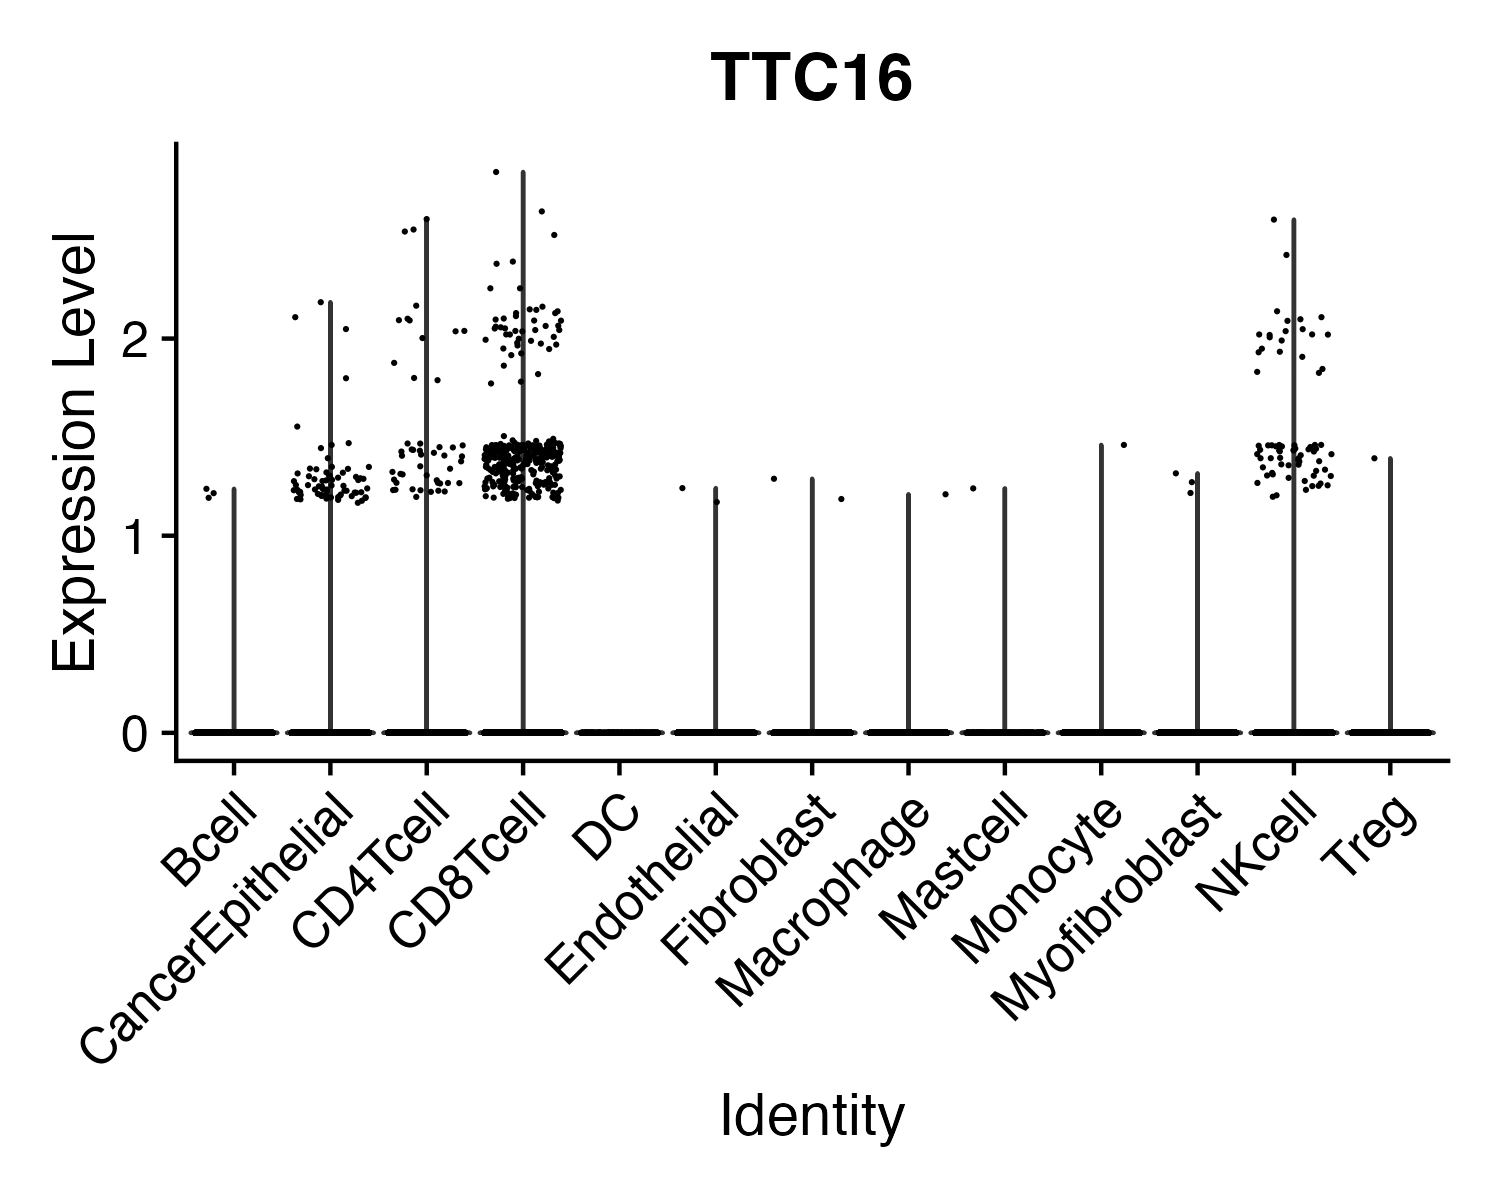 TTC16
Expression Level
2
1
0
Bcell
CancerEpithelial
CD4Tcell
CD8Tcell
DC
Endothelial
Fibroblast
Macrophage
Mastcell
Monocyte
Myofibroblast
NKcell
Treg
Identity